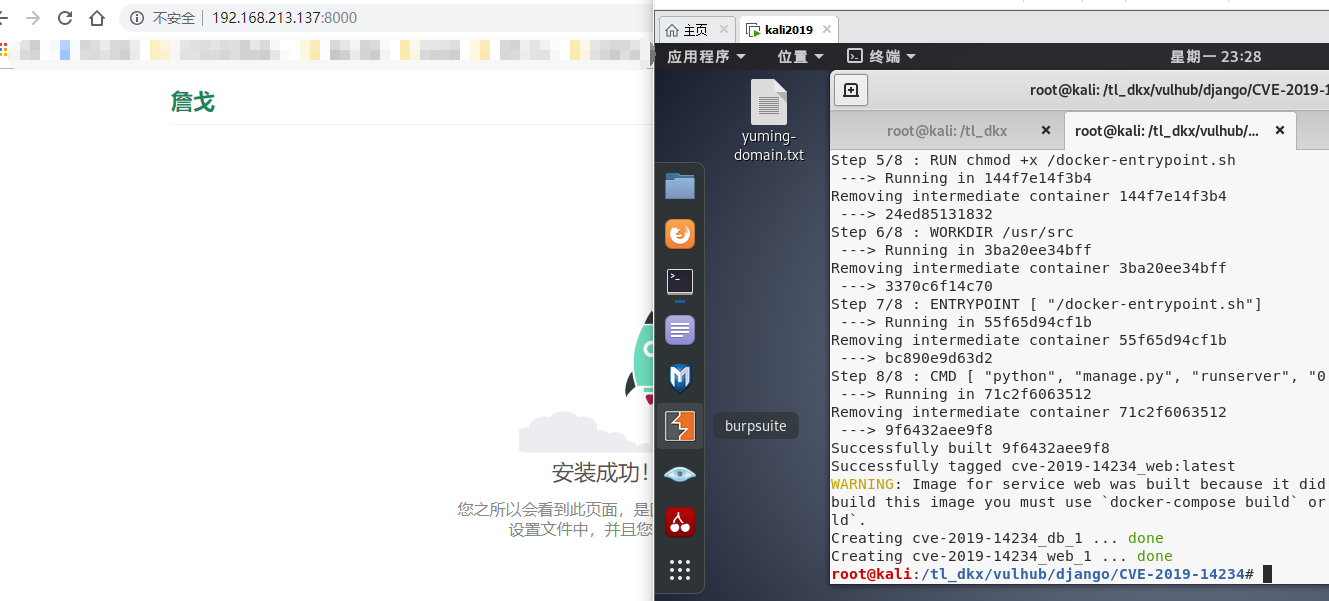 不安全 | 192.168.213.137:8000
詹戈
安装成功！
您之所以会看到此页面，是
设置文件中，并且您
主页
kali2019
应用程序
位置
终端
星期一 23:28
root@kali: /tl_dkx/vulhub/django/CVE-2019-1
root@kali: /tl_dkx
root@kali: /tl_dkx/vulhub/...
yuming-
domain.txt
burpsuite
Step 5/8 : RUN chmod +x /docker-entrypoint.sh
---> Running in 144f7e14f3b4
Removing intermediate container 144f7e14f3b4
---> 24ed85131832
Step 6/8 : WORKDIR /usr/src
---> Running in 3ba20ee34bff
Removing intermediate container 3ba20ee34bff
---> 3370c6f14c70
Step 7/8 : ENTRYPOINT [ "/docker-entrypoint.sh"]
---> Running in 55f65d94cf1b
Removing intermediate container 55f65d94cf1b
---> bc890e9d63d2
Step 8/8 : CMD [ "python", "manage.py", "runserver", "0
---> Running in 71c2f6063512
Removing intermediate container 71c2f6063512
---> 9f6432aee9f8
Successfully built 9f6432aee9f8
Successfully tagged cve-2019-14234_web:latest
WARNING: Image for service web was built because it did
build this image you must use `docker-compose build` or
ld`.
Creating cve-2019-14234_db_1 ... done
Creating cve-2019-14234_web_1 ... done
root@kali:/tl_dkx/vulhub/django/CVE-2019-14234#